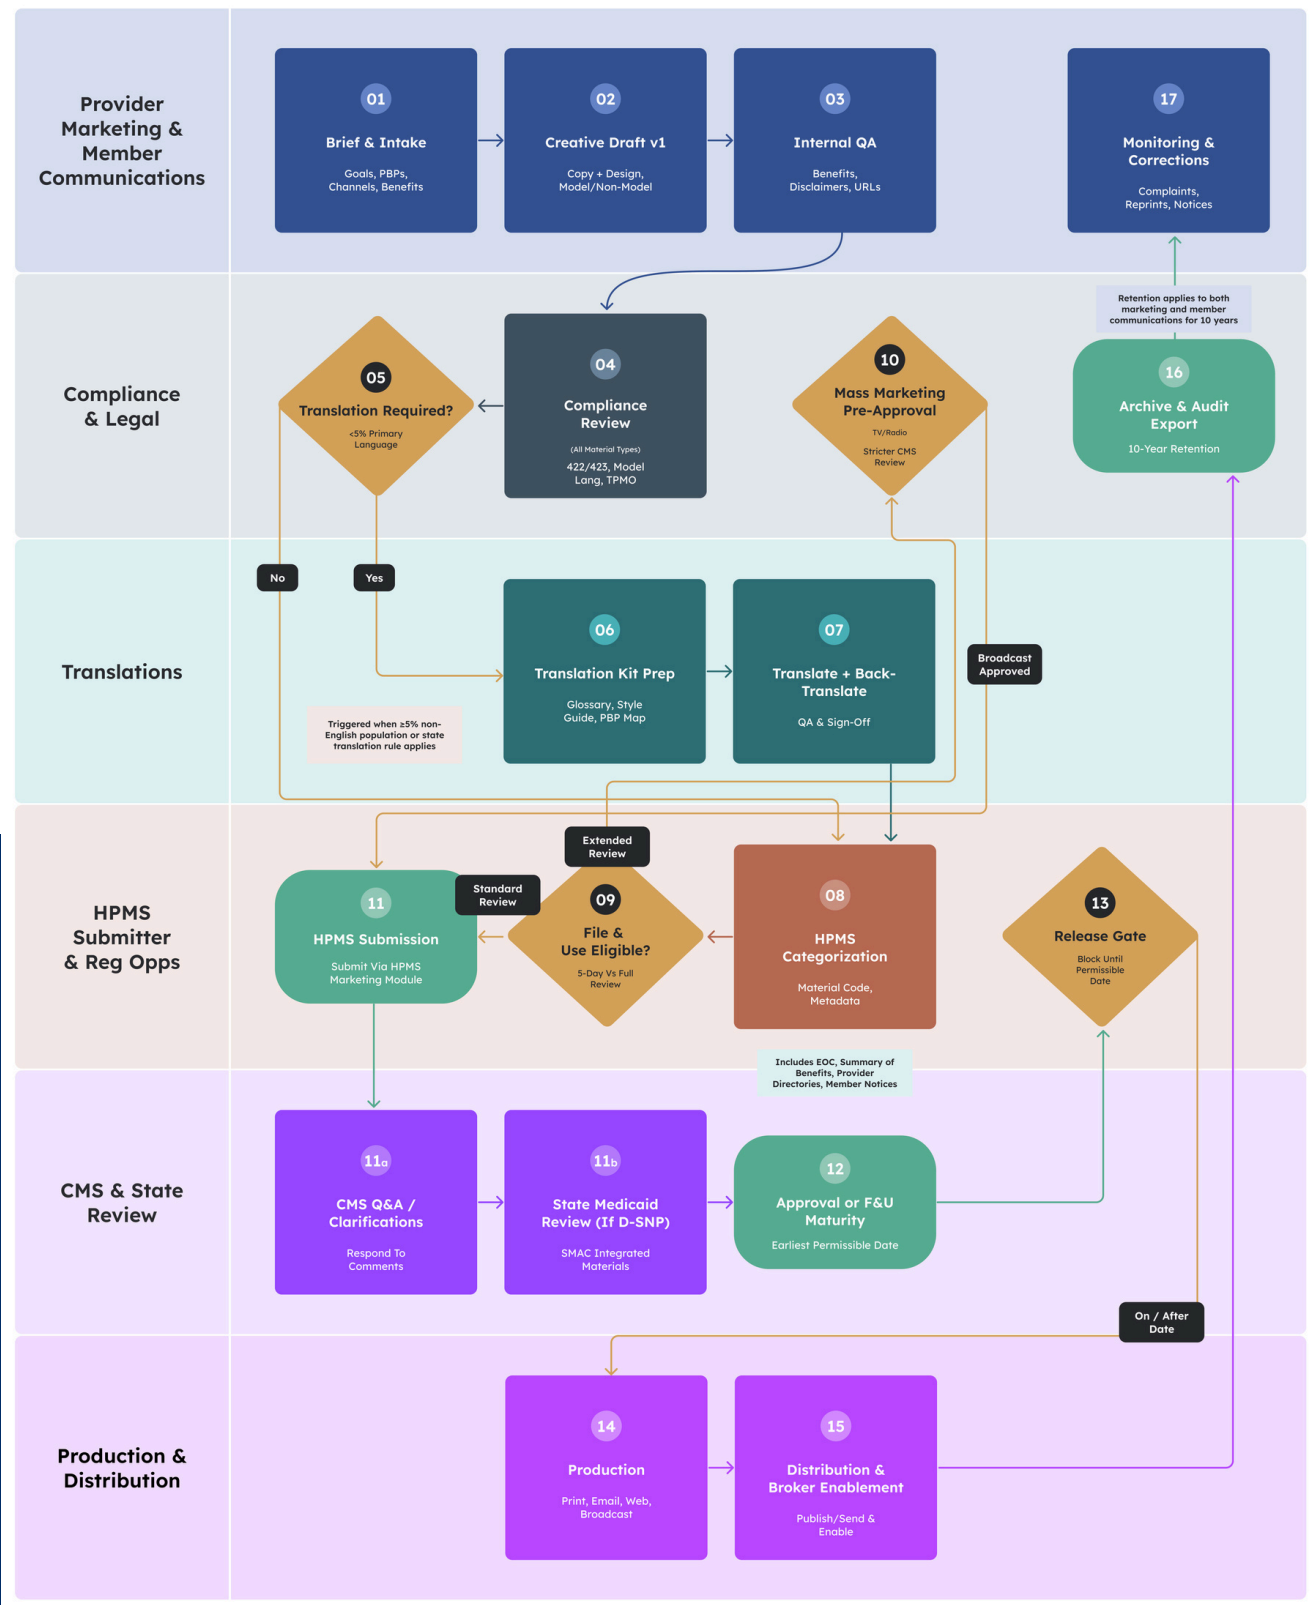 Provider
Marketing &
Member
Communications
01
Brief & Intake
Goals, PBPs,
Channels, Benefits
02
Creative Draft v1
Copy + Design,
Model/Non-Model
03
Internal QA
Benefits,
Disclaimers, URLs
17
Monitoring &
Corrections
Complaints,
Reprints, Notices
Compliance
& Legal
05
Translation Required?
<5% Primary
Language
04
Compliance
Review
(All Material Types)
422/423, Model
Lang, TPMO
10
Mass Marketing
Pre-Approval
TV/Radio
Stricter CMS
Review
Retention applies to both
marketing and member
communications for 10 years
16
Archive & Audit
Export
10-Year Retention
Translations
No
Yes
Triggered when ≥5% non-
English population or state
translation rule applies
06
Translation Kit Prep
Glossary, Style
Guide, PBP Map
07
Translate + Back-
Translate
QA & Sign-Off
Broadcast
Approved
HPMS
Submitter
& Reg Opps
11
HPMS Submission
Submit Via HPMS
Marketing Module
Standard
Review
Extended
Review
09
File &
Use Eligible?
5-Day Vs Full
Review
08
HPMS
Categorization
Material Code,
Metadata
13
Release Gate
Block Until
Permissible
Date
Includes EOC, Summary of
Benefits, Provider
Directories, Member Notices
CMS & State
Review
11a
CMS Q&A /
Clarifications
Respond To
Comments
11b
State Medicaid
Review (If D-SNP)
SMAC Integrated
Materials
12
Approval or F&U
Maturity
Earliest Permissible Date
On / After
Date
Production &
Distribution
14
Production
Print, Email, Web,
Broadcast
15
Distribution &
Broker Enablement
Publish/Send &
Enable